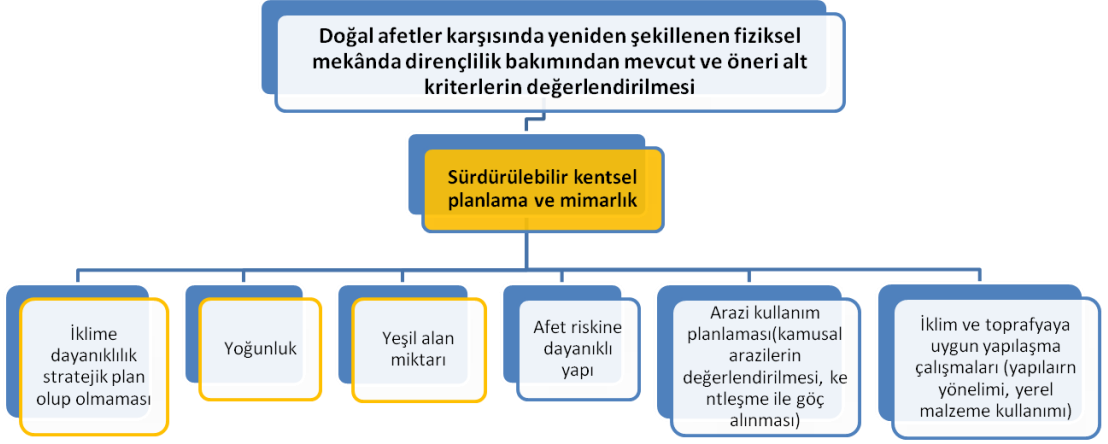 Doğal afetler karşısında yeniden şekillenen fiziksel
mekânda dirençlilik bakımından mevcut ve öneri alt
kriterlerin değerlendirilmesi
Sürdürülebilir kentsel
planlama ve mimarlık
İklime
dayanıklılık
stratejik plan
olup olmaması
Yoğunluk
Yeşil alan
miktarı
Afet riskine
dayanıklı
yapı
Arazi kullanım
planlaması(kamusal
arazilerin
değerlendirilmesi, ke
ntleşme ile göç
alınması)
İklim ve toprafyaya
uygun yapılaşma
çalışmaları (yapılaırn
yönelimi, yerel
malzeme kullanımı)